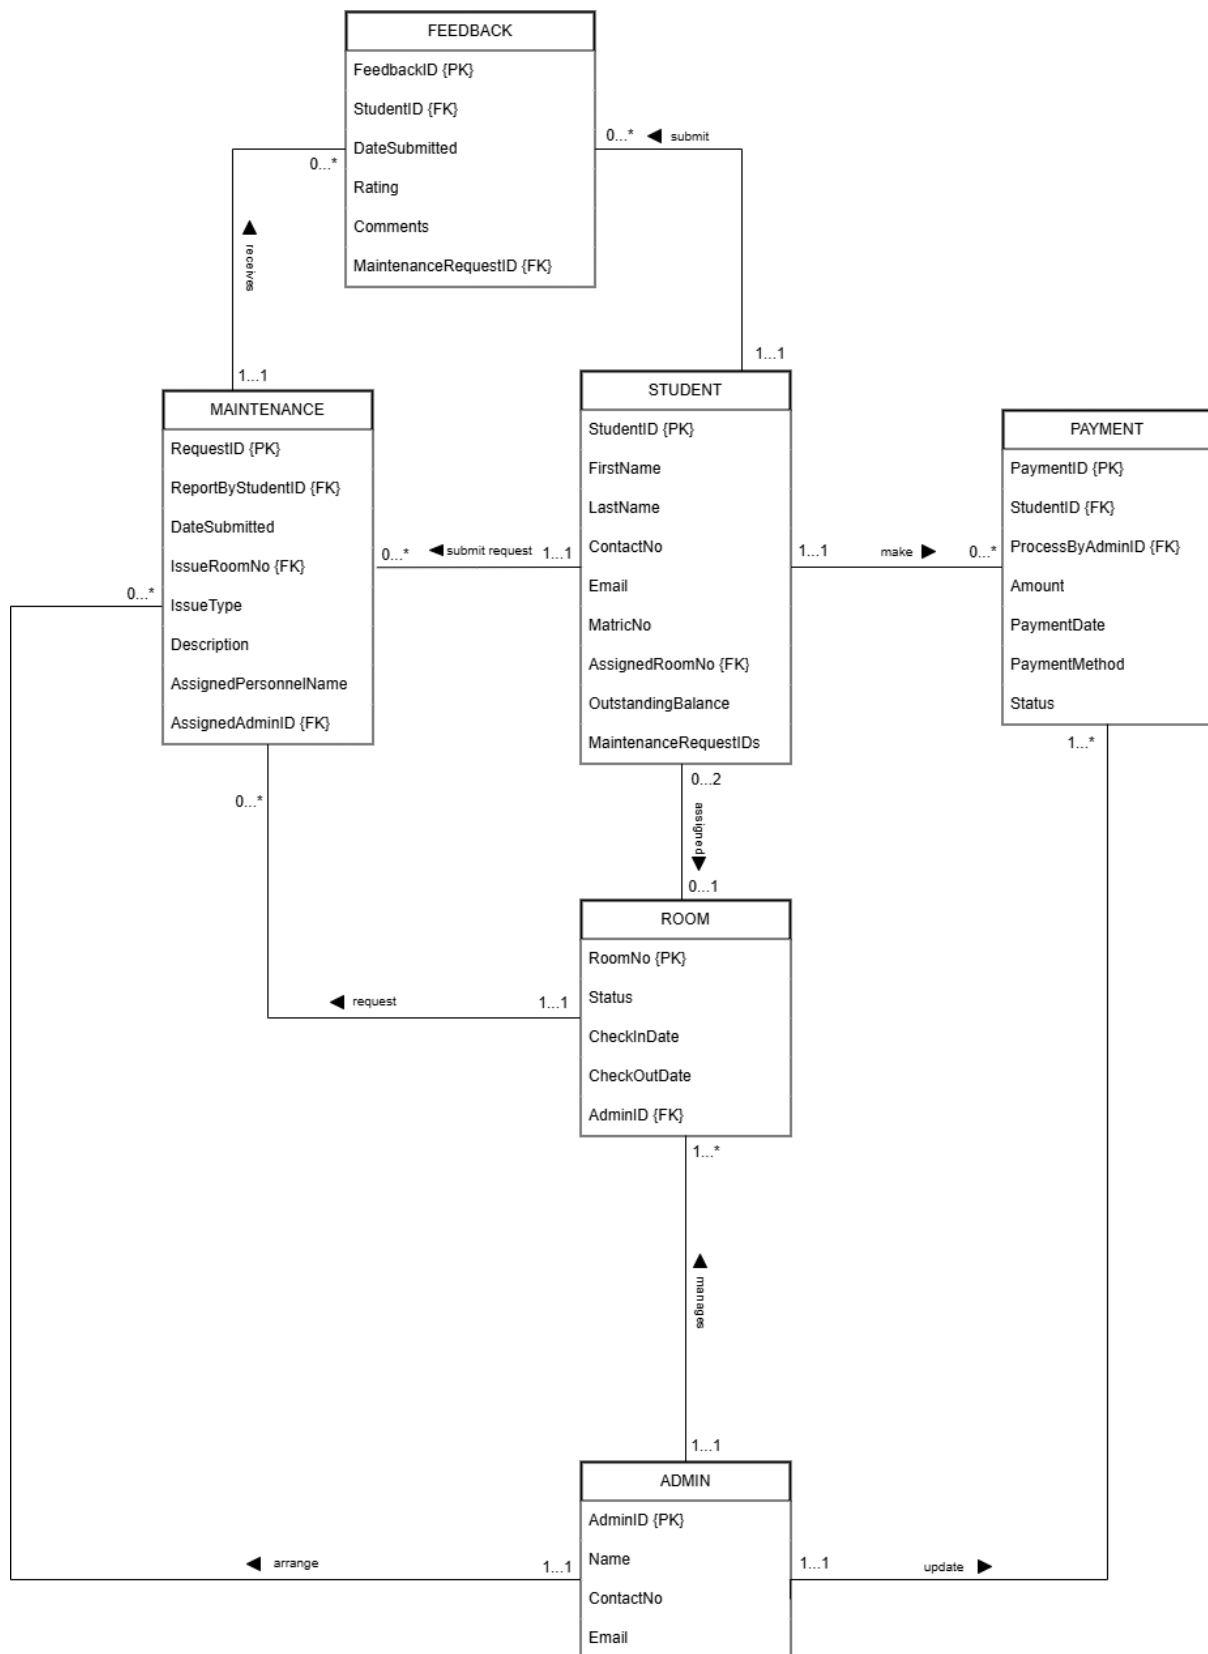 FEEDBACK
FeedbackID {PK}
StudentID {FK}
DateSubmitted
Rating
Comments
MaintenanceRequestID {FK}
0...*
submit
0...*
receives
1...1
1...1
MAINTENANCE
RequestID {PK}
ReportByStudentID {FK}
DateSubmitted
IssueRoomNo {FK}
IssueType
Description
AssignedPersonnelName
AssignedAdminID {FK}
0...*
submit request
1...1
STUDENT
StudentID {PK}
FirstName
LastName
ContactNo
Email
MatricNo
AssignedRoomNo {FK}
OutstandingBalance
MaintenanceRequestIDs
1...1
make
0...*
PAYMENT
PaymentID {PK}
StudentID {FK}
ProcessByAdminID {FK}
Amount
PaymentDate
PaymentMethod
Status
0...*
1...*
0...*
0...2
assigned
0...1
ROOM
RoomNo {PK}
Status
CheckInDate
CheckOutDate
AdminID {FK}
request
1...1
1...*
manages
1...1
ADMIN
AdminID {PK}
Name
ContactNo
Email
arrange
1...1
1...1
update